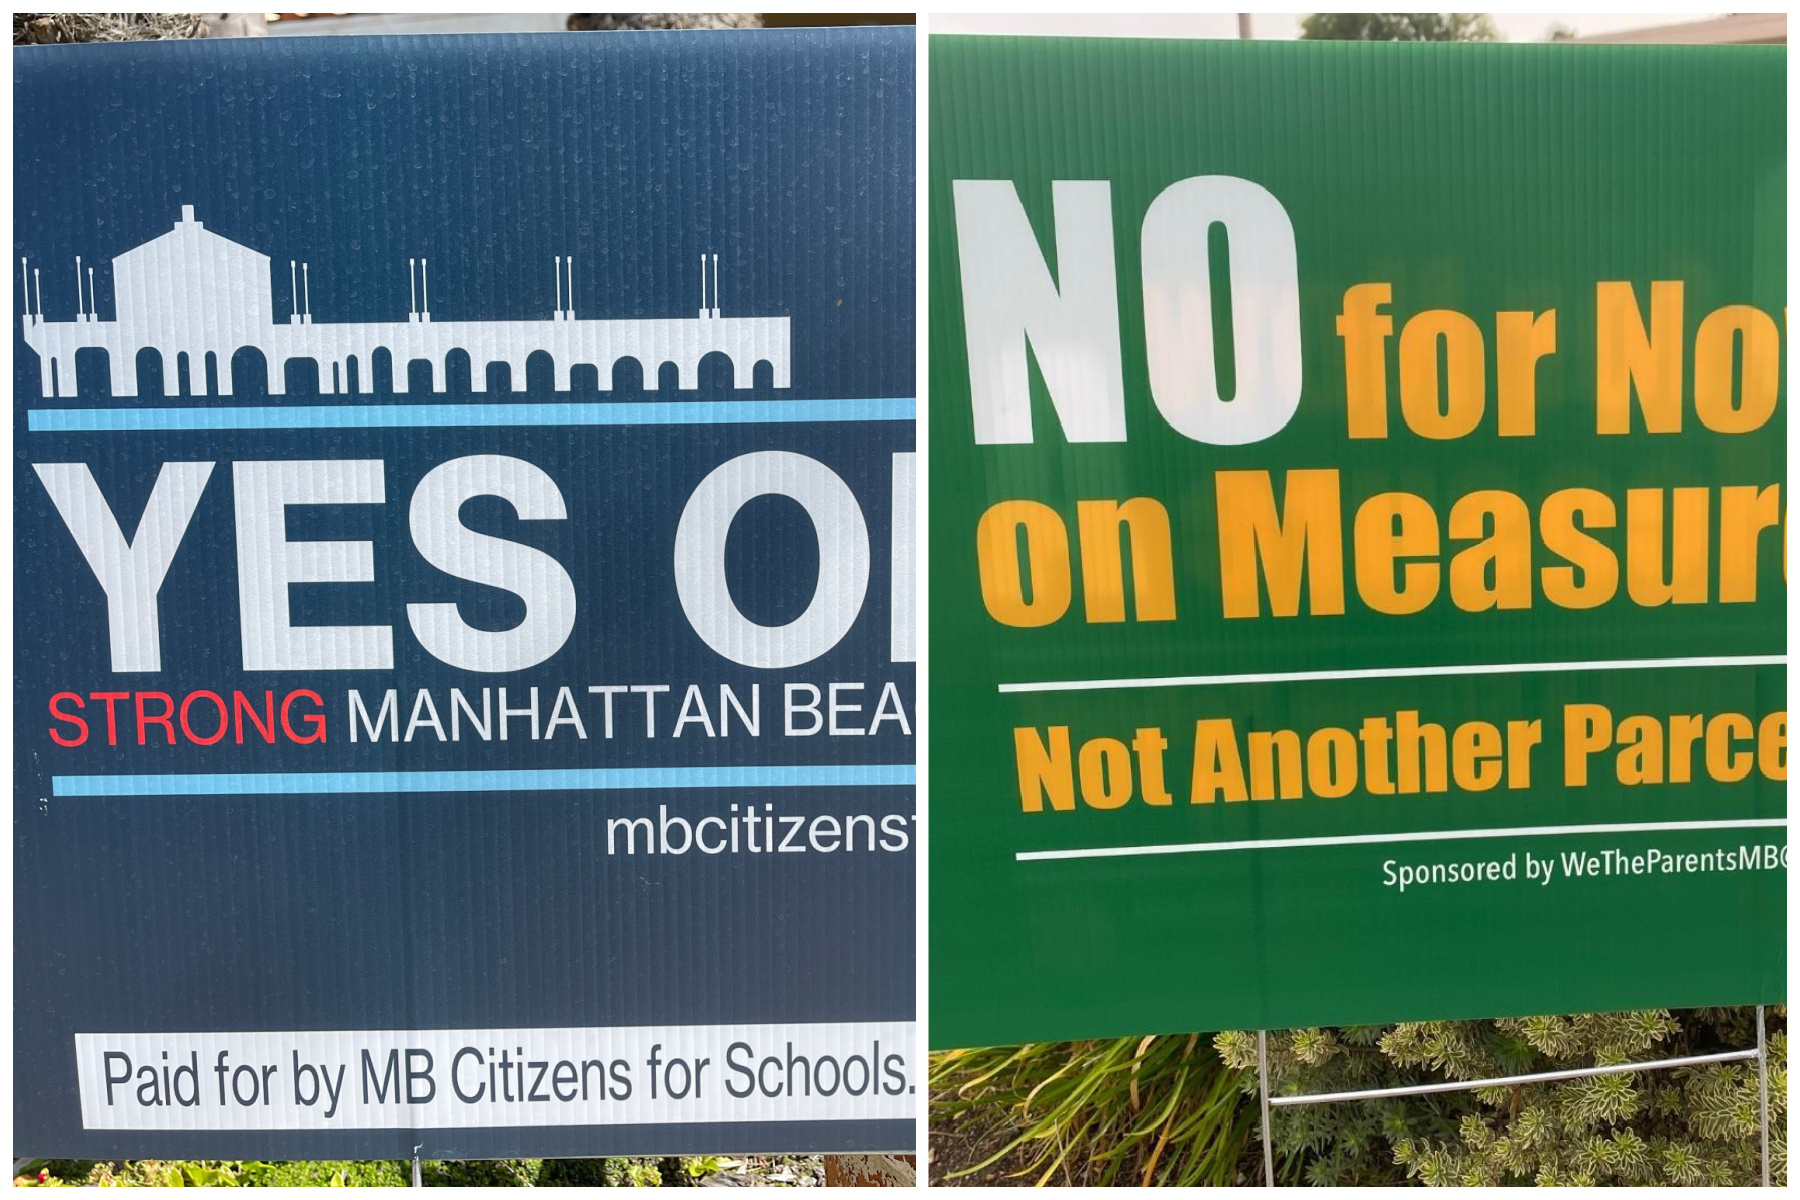 YES O
STRONG MANHATTAN BEA
mbcitizens
Paid for by MB Citizens for Schools.
NO for No
on Measur
Not Another Parce
Sponsored by WeTheParentsMB